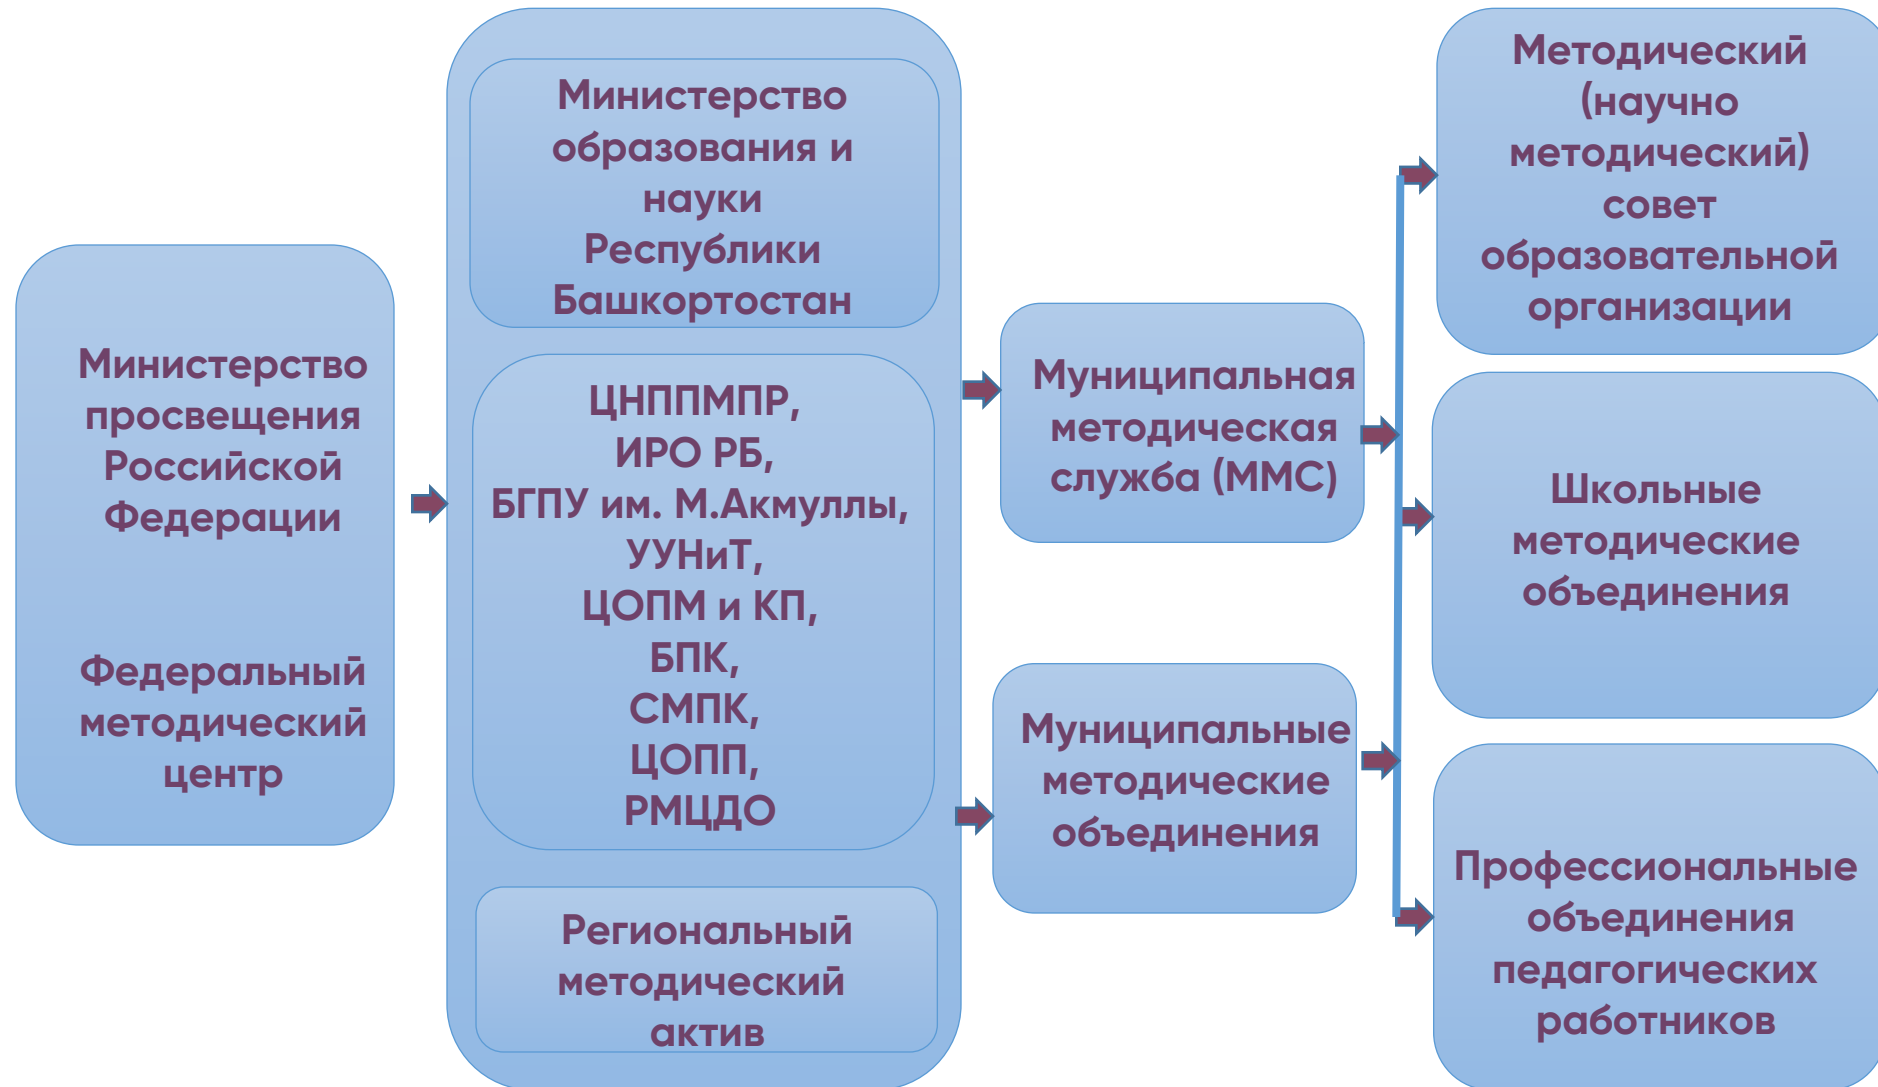 Министерство
просвещения
Российской
Федерации
Федеральный
методический
центр
Министерство
образования и
науки
Республики
Башкортостан
ЦНППМПР,
ИРО РБ,
БГПУ им. М.Акмуллы,
УУНиТ,
ЦОПМ и КП,
БПК,
СМПК,
ЦОПП,
РМЦДО
Региональный
методический
актив
Муниципальная
методическая
служба (ММС)
Муниципальные
методические
объединения
Методический
(научно
методический)
совет
образовательной
организации
Школьные
методические
объединения
Профессиональные
объединения
педагогических
работников